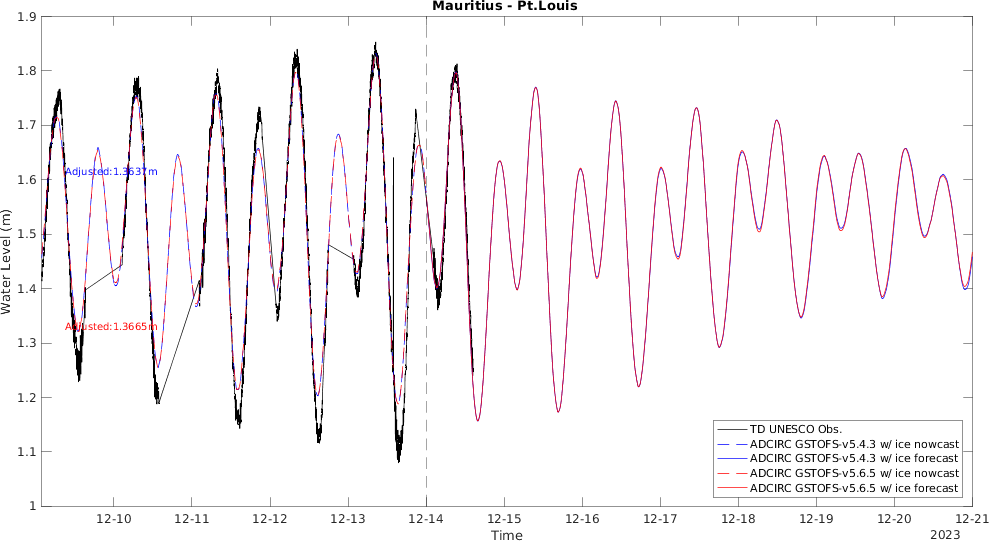 Mauritius - Pt.Louis
1.9
1.8
1.7
1.6
1.5
1.4
1.3
1.2
1.1
1
Water Level (m)
Adjusted:1.3637m
Adjusted:1.3665m
TD UNESCO Obs.
ADCIRC GSTOFS-v5.4.3 w/ ice nowcast
ADCIRC GSTOFS-v5.4.3 w/ ice forecast
ADCIRC GSTOFS-v5.6.5 w/ ice nowcast
ADCIRC GSTOFS-v5.6.5 w/ ice forecast
12-10 12-11 12-12 12-13 12-14 12-15 12-16 12-17 12-18 12-19 12-20 12-21
Time
2023